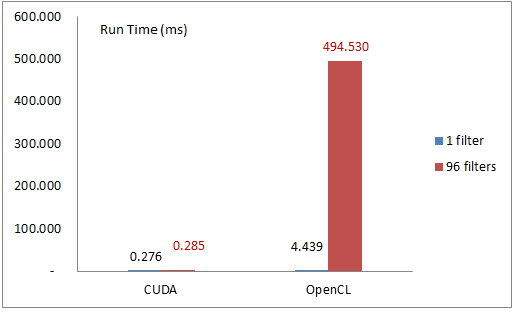 Run Time (ms)
600.000
500.000
400.000
300.000
200.000
100.000
-
0.276
0.285
4.439
494.530
CUDA
OpenCL
1 filter
96 filters